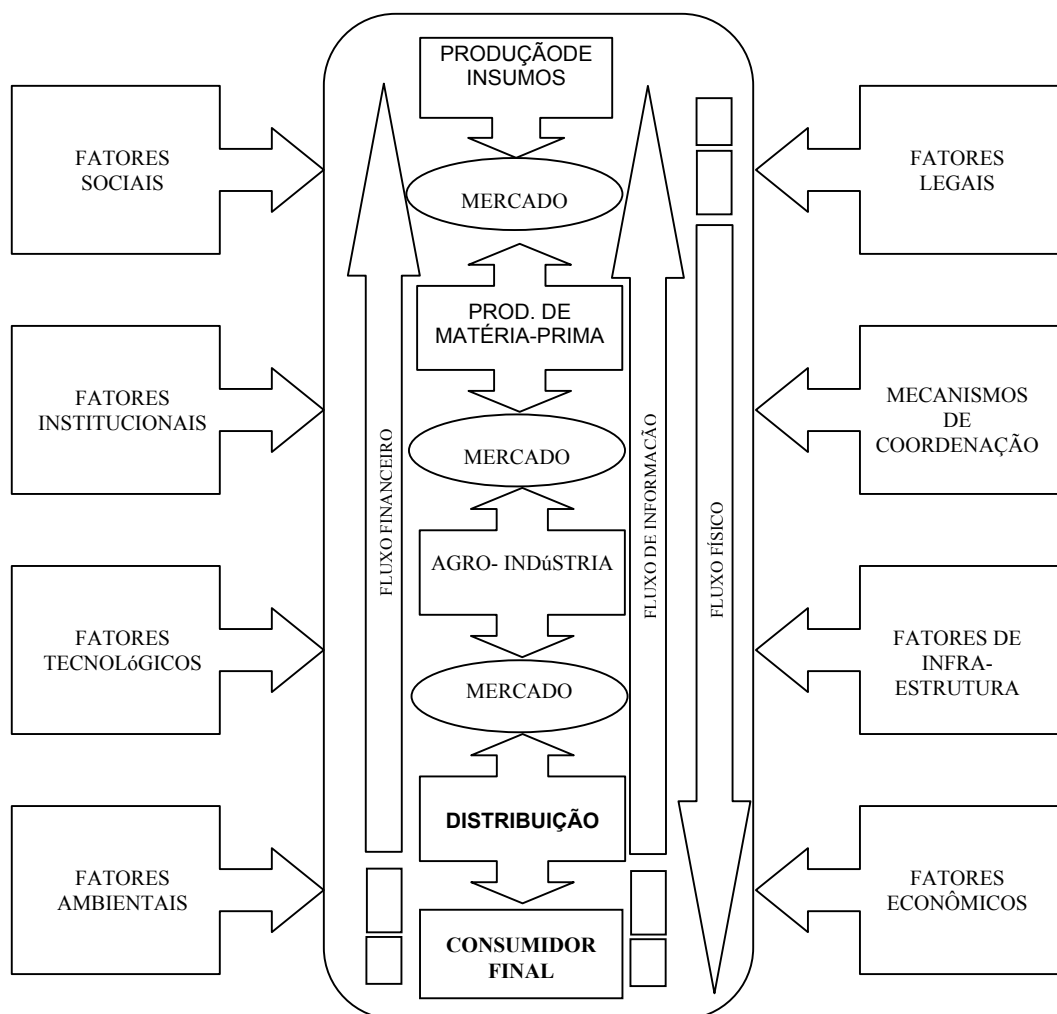 PRODUÇÃODE
INSUMOS
FATORES
SOCIAIS
MERCADO
FATORES
LEGAIS
PROD. DE
MATÉRIA-PRIMA
FATORES
INSTITUCIONAIS
MERCADO
MECANISMOS
DE
COORDENAÇÃO
FLUXO FINANCEIRO
FLUXO DE INFORMACÃO
FLUXO FÍSICO
AGRO- INDúSTRIA
FATORES
TECNOLóGICOS
MERCADO
FATORES DE
INFRA-
ESTRUTURA
DISTRIBUIÇÃO
FATORES
AMBIENTAIS
CONSUMIDOR
FINAL
FATORES
ECONÔMICOS